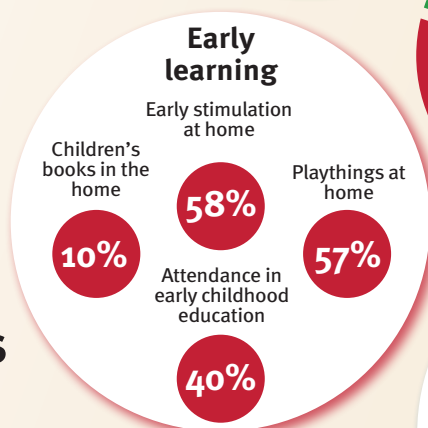 Early
learning
Early stimulation
at home
58%
Children’s
books in the
home
10%
Playthings at
home
57%
Attendance in
early childhood
education
40%
s